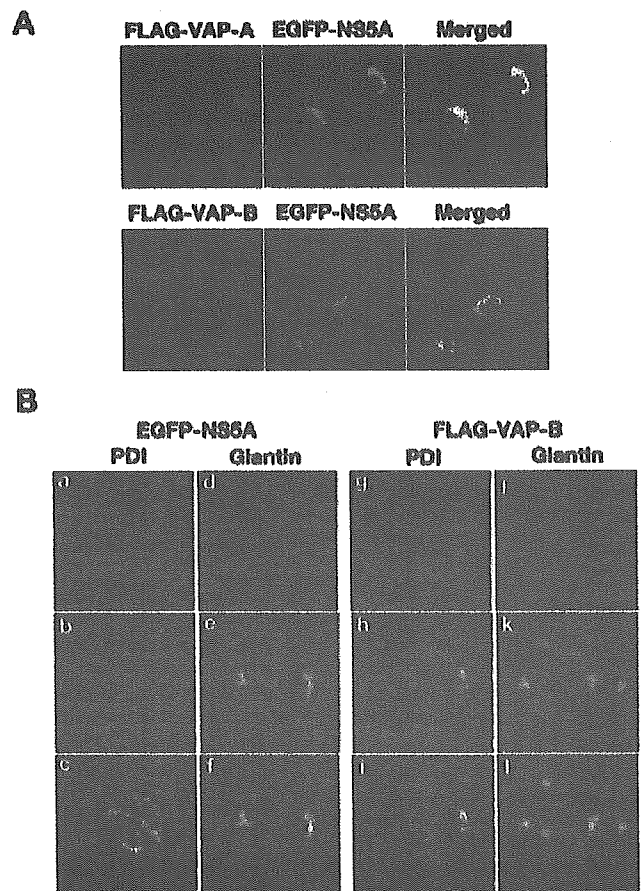 A
FLAG-VAP-A EGFP-NS5A Merged
FLAG-VAP-B EGFP-NS5A Merged
B
EGFP-NS5A FLAG-VAP-B
PDI Giantin PDI Giantin
a d g j
b e h k
c f i l